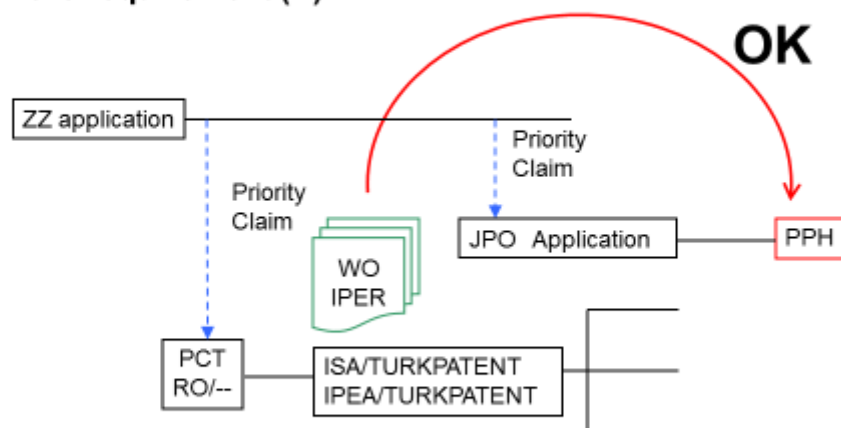 OK
ZZ application
Priority
Claim
Priority
Claim
WO
IPER
JPO Application
PPH
PCT
RO/--
ISA/TURKPATENT
IPEA/TURKPATENT